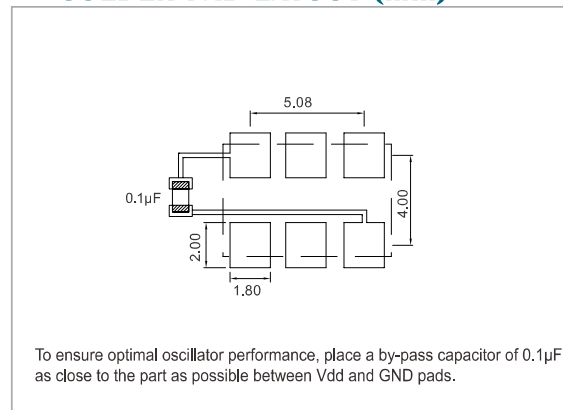 5.08
0.1µF
4.00
2.00
1.80
To ensure optimal oscillator performance, place a by-pass capacitor of 0.1µF
as close to the part as possible between Vdd and GND pads.